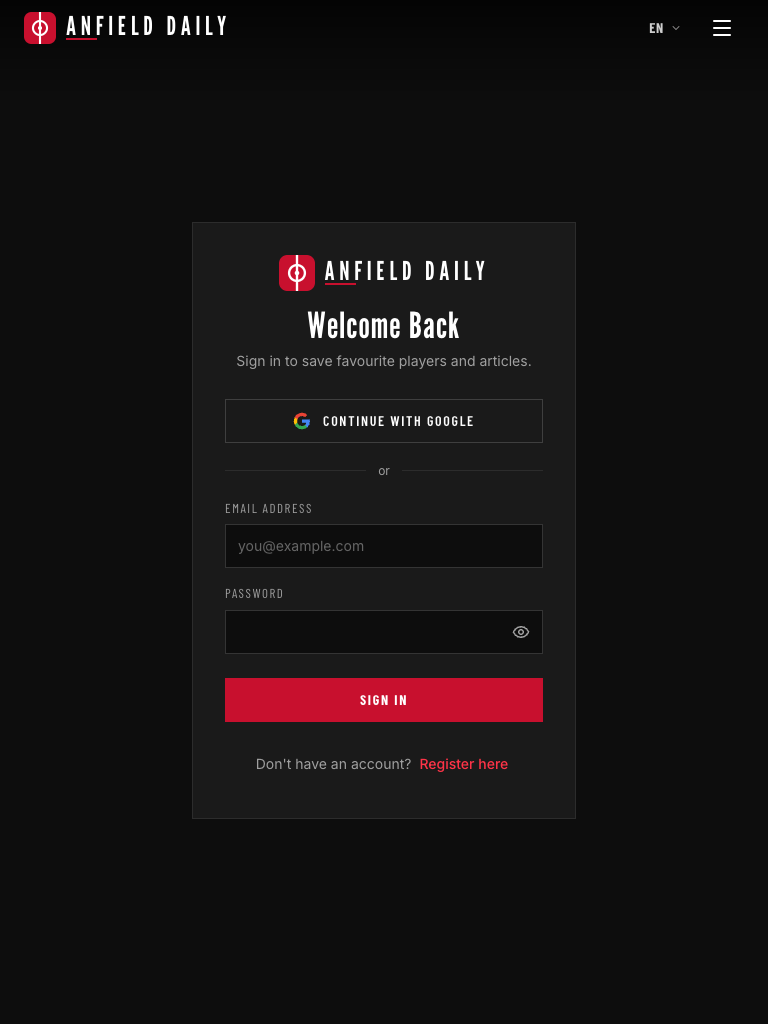 ANFIELD DAILY
EN
ANFIELD DAILY
Welcome Back
Sign in to save favourite players and articles.
CONTINUE WITH GOOGLE
or
EMAIL ADDRESS
you@example.com
PASSWORD
SIGN IN
Don't have an account? Register here